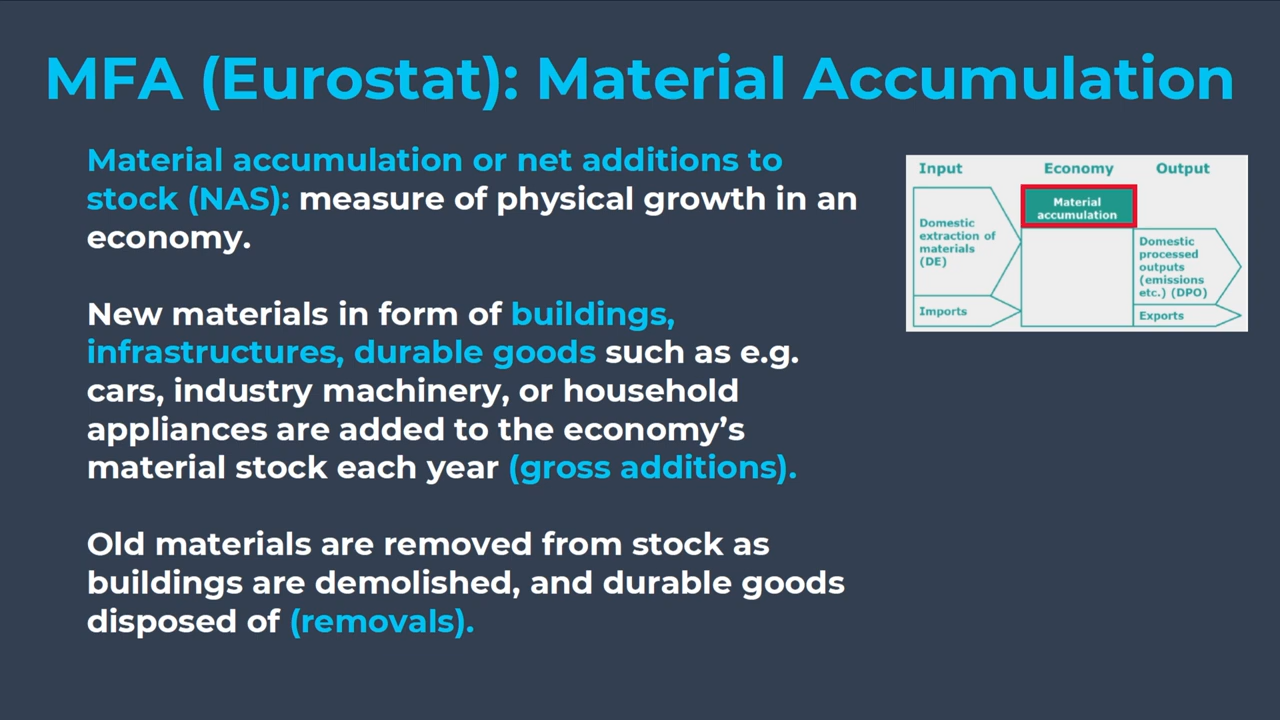 MFA (Eurostat): Material Accumulation
Material accumulation or net additions to
stock (NAS): measure of physical growth in an
economy.
New materials in form of buildings,
infrastructures, durable goods such as e.g.
cars, industry machinery, or household
appliances are added to the economy’s
material stock each year (gross additions).
Old materials are removed from stock as
buildings are demolished, and durable goods
disposed of (removals).
Input
Economy
Output
Domestic
extraction of
materials
(DE)
Imports
Material
accumulation
Domestic
processed
outputs
(emissions
etc.) (DPO)
Exports